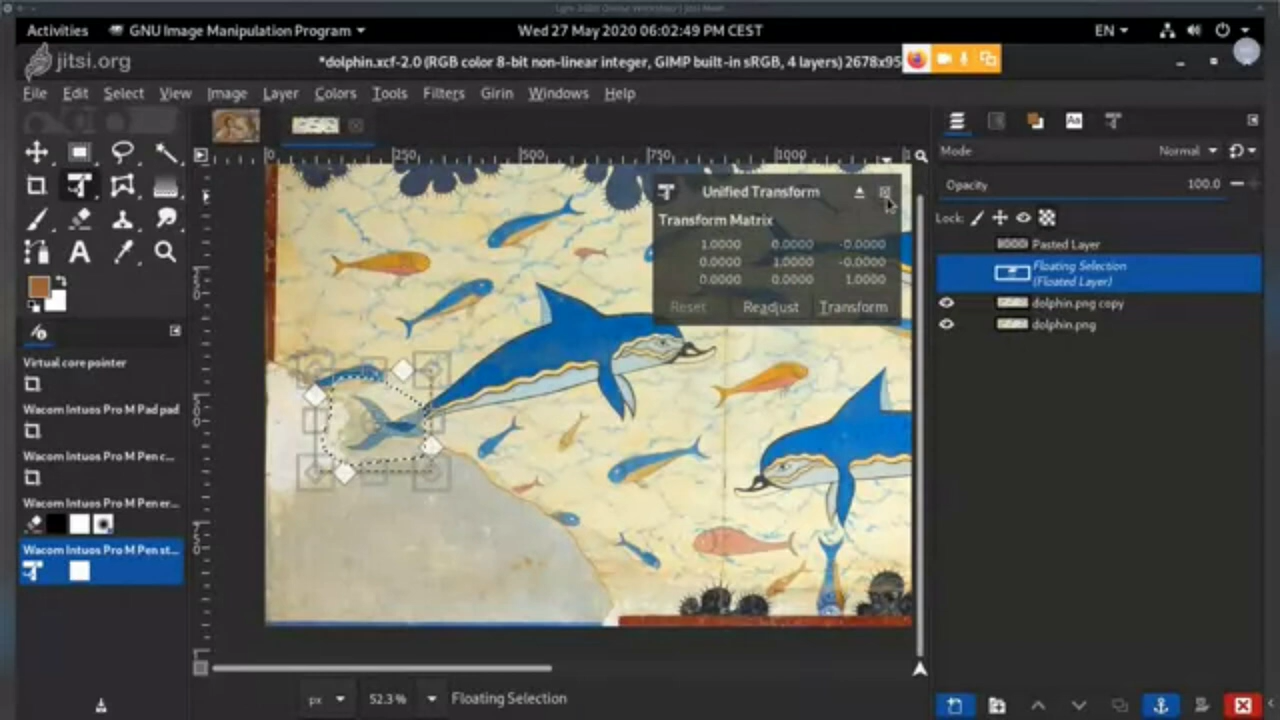 Activities GNU Image Manipulation Program Wed 27 May 2020 06:02:49 PM CEST EN
jitsi.org *dolphin.xcf-2.0 (RGB color 8-bit non-linear integer, GIMP built-in sRGB, 4 layers) 2678x95
File Edit Select View Image Layer Colors Tools Filters Girin Windows Help
0 250 500 750 1000
Mode Normal
Opacity 100.0
Lock:
Unified Transform
Transform Matrix
1.0000 0.0000 -0.0000
0.0000 1.0000 -0.0000
0.0000 0.0000 1.0000
Reset Readjust Transform
Pasted Layer
Floating Selection
(Floated Layer)
dolphin.png copy
dolphin.png
Virtual core pointer
Wacom Intuos Pro M Pad pad
Wacom Intuos Pro M Pen c...
Wacom Intuos Pro M Pen er...
Wacom Intuos Pro M Pen st...
px 52.3 % Floating Selection